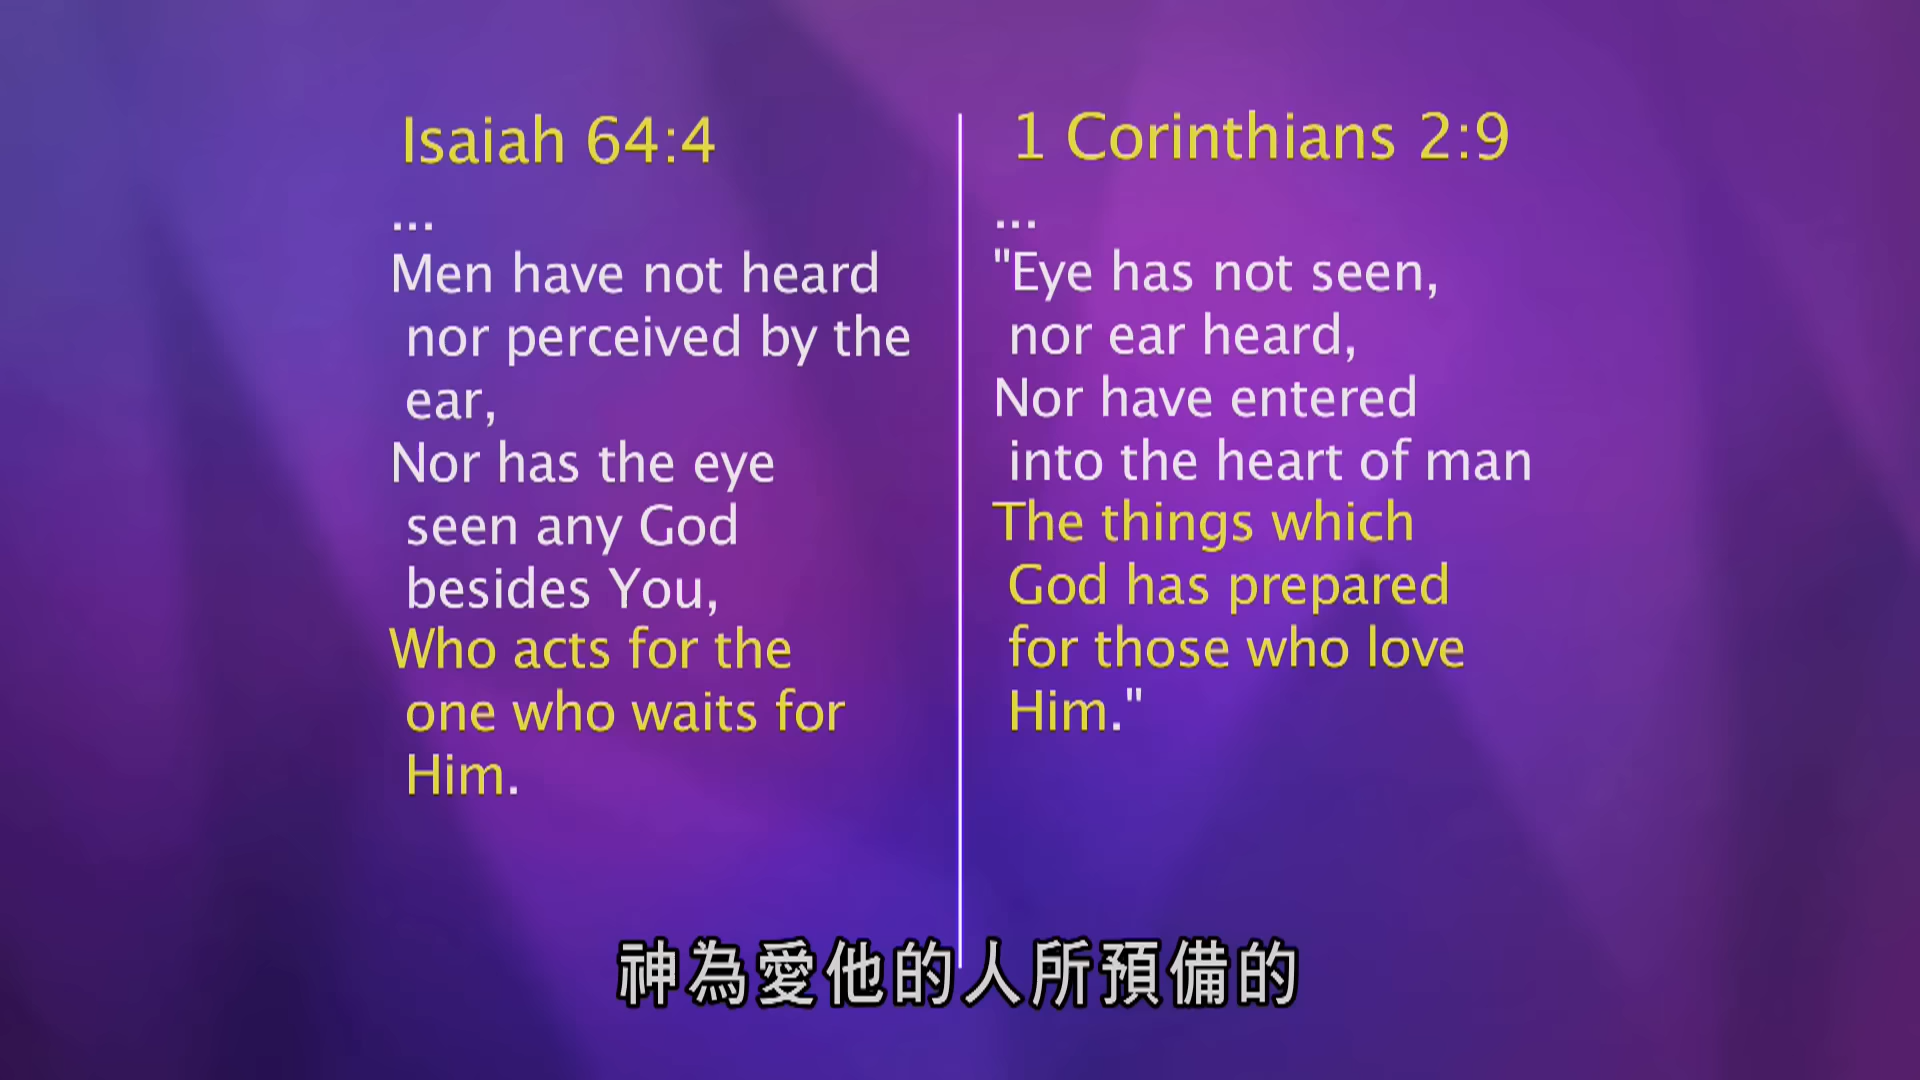 Isaiah 64:4
...
Men have not heard
nor perceived by the
ear,
Nor has the eye
seen any God
besides You,
Who acts for the
one who waits for
Him.
1 Corinthians 2:9
...
"Eye has not seen,
nor ear heard,
Nor have entered
into the heart of man
The things which
God has prepared
for those who love
Him."
神為愛他的人所預備的